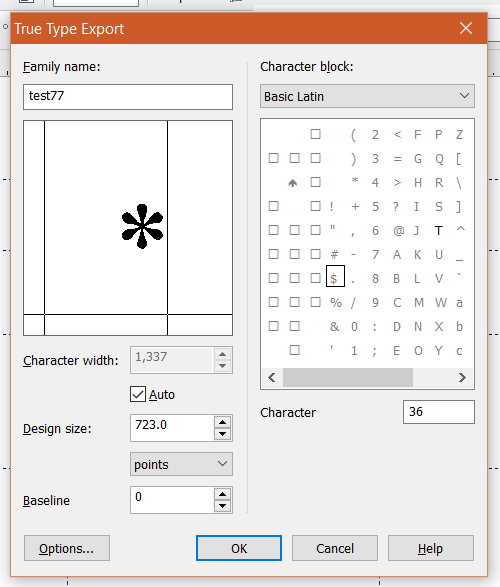 True Type Export
Family name:
test77
Character width: 1,337
Auto
Design size: 723.0
points
Baseline 0
Character block:
Basic Latin
□ ( 2 < F P Z
□ □ □ ) 3 = G Q [
♠ □ * 4 > H R \
□ □ ! + 5 ? I S ]
□ □ □ " , 6 @ J T ^
□ □ □ # - 7 A K U _
□ □ □ $ . 8 B L V `
□ □ □ % / 9 C M W a
□ □ & 0 : D N X b
□ ' 1 ; E O Y c
Character 36
Options... OK Cancel Help